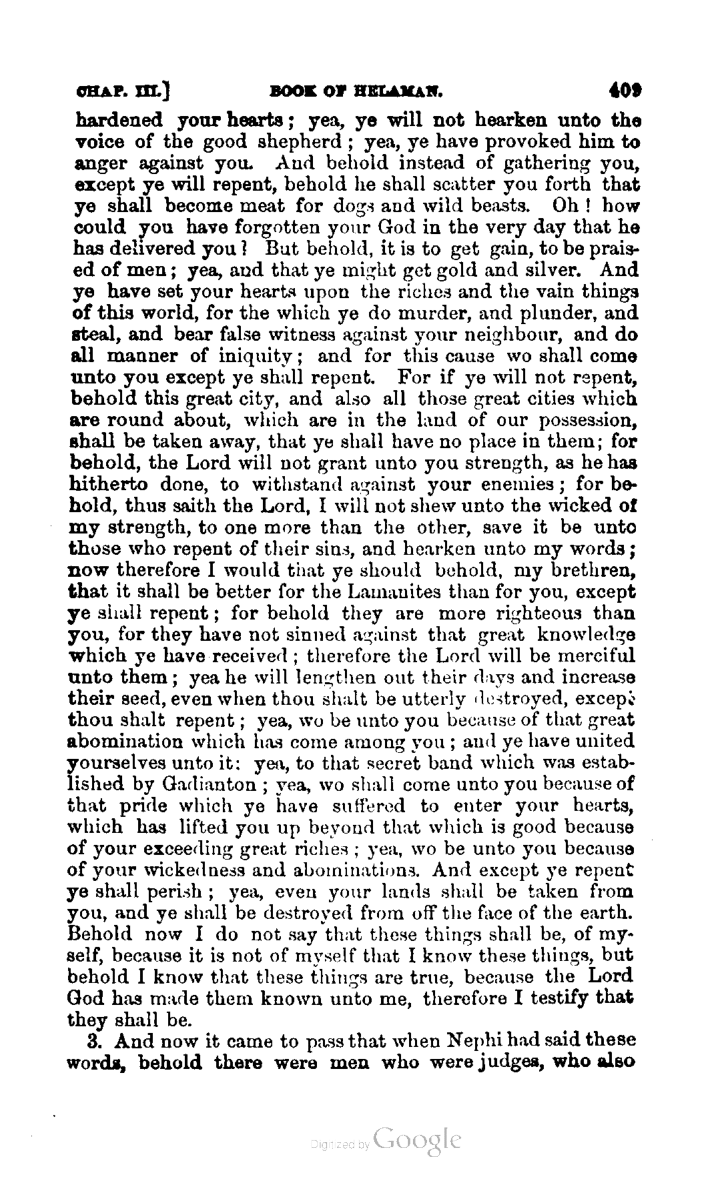 CHAP. III.] BOOK OF HELAMAN. 409
hardened your hearts; yea, ye will not hearken unto the
voice of the good shepherd; yea, ye have provoked him to
anger against you. And behold instead of gathering you,
except ye will repent, behold he shall scatter you forth that
ye shall become meat for dogs and wild beasts. Oh! how
could you have forgotten your God in the very day that he
has delivered you? But behold, it is to get gain, to be prais-
ed of men; yea, and that ye might get gold and silver. And
ye have set your hearts upon the riches and the vain things
of this world, for the which ye do murder, and plunder, and
steal, and bear false witness against your neighbour, and do
all manner of iniquity; and for this cause wo shall come
unto you except ye shall repent. For if ye will not repent,
behold this great city, and also all those great cities which
are round about, which are in the land of our possession,
shall be taken away, that ye shall have no place in them; for
behold, the Lord will not grant unto you strength, as he has
hitherto done, to withstand against your enemies; for be-
hold, thus saith the Lord, I will not shew unto the wicked of
my strength, to one more than the other, save it be unto
those who repent of their sins, and hearken unto my words;
now therefore I would that ye should behold, my brethren,
that it shall be better for the Lamanites than for you, except
ye shall repent; for behold they are more righteous than
you, for they have not sinned against that great knowledge
which ye have received; therefore the Lord will be merciful
unto them; yea he will lengthen out their days and increase
their seed, even when thou shalt be utterly destroyed, except
thou shalt repent; yea, wo be unto you because of that great
abomination which has come among you; and ye have united
yourselves unto it: yea, to that secret band which was estab-
lished by Gadianton; yea, wo shall come unto you because of
that pride which ye have suffered to enter your hearts,
which has lifted you up beyond that which is good because
of your exceeding great riches; yea, wo be unto you because
of your wickedness and abominations. And except ye repent
ye shall perish; yea, even your lands shall be taken from
you, and ye shall be destroyed from off the face of the earth.
Behold now I do not say that these things shall be, of my-
self, because it is not of myself that I know these things, but
behold I know that these things are true, because the Lord
God has made them known unto me, therefore I testify that
they shall be.
3. And now it came to pass that when Nephi had said these
words, behold there were men who were judges, who also
Digitized by Google